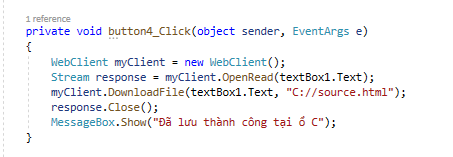 1 reference
private void button4_Click(object sender, EventArgs e)
{
WebClient myClient = new WebClient();
Stream response = myClient.OpenRead(textBox1.Text);
myClient.DownloadFile(textBox1.Text, "C://source.html");
response.Close();
MessageBox.Show("Đã lưu thành công tại ổ C");
}